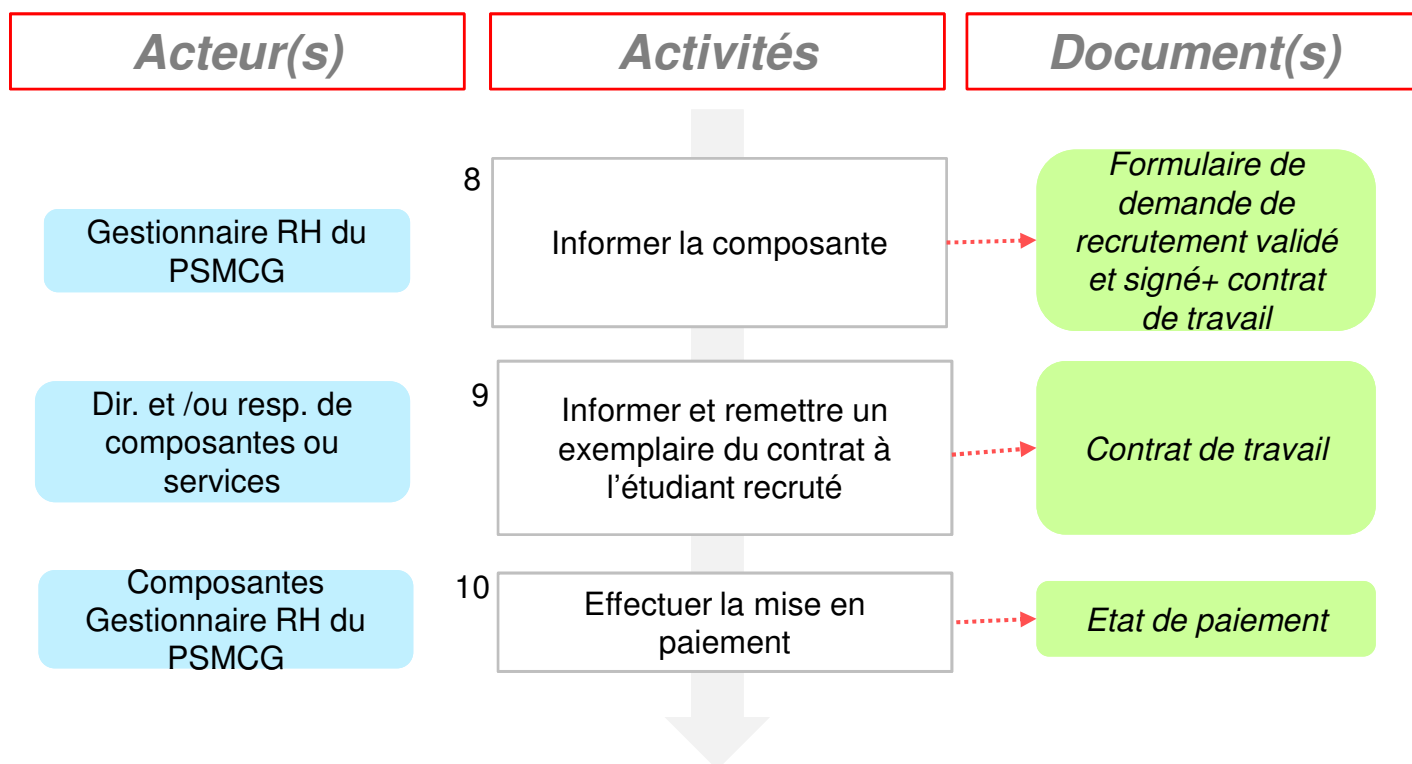 Acteur(s)
Activités
Document(s)
8
Gestionnaire RH du
PSMCG
Informer la composante
Formulaire de
demande de
recrutement validé
et signé+ contrat
de travail
9
Dir. et /ou resp. de
composantes ou
services
Informer et remettre un
exemplaire du contrat à
l'étudiant recruté
Contrat de travail
10
Composantes
Gestionnaire RH du
PSMCG
Effectuer la mise en
paiement
Etat de paiement